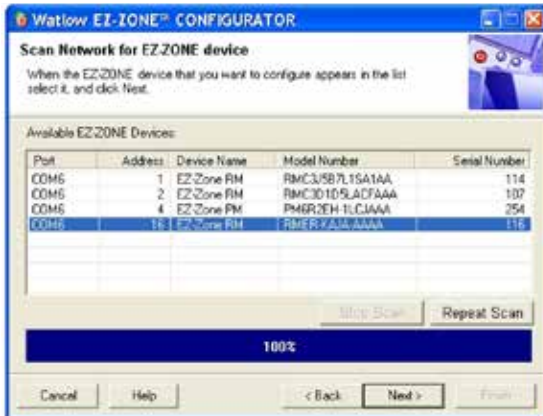 Watlow EZ-ZONE™ CONFIGURATOR
Scan Network for EZ-ZONE device
When the EZ-ZONE device that you want to configure appears in the list
select it, and click Next.
Available EZ-ZONE Devices:
Port Address Device Name Model Number Serial Number
COM6 1 EZ-Zone RM 114
COM6 2 EZ-Zone RM 107
COM6 4 EZ-Zone PM PM6R2EH-1LCJAAA 254
COM6 16 EZ-Zone RM 116
Stop Scan Repeat Scan
100%
Cancel Help < Back Next > Finish